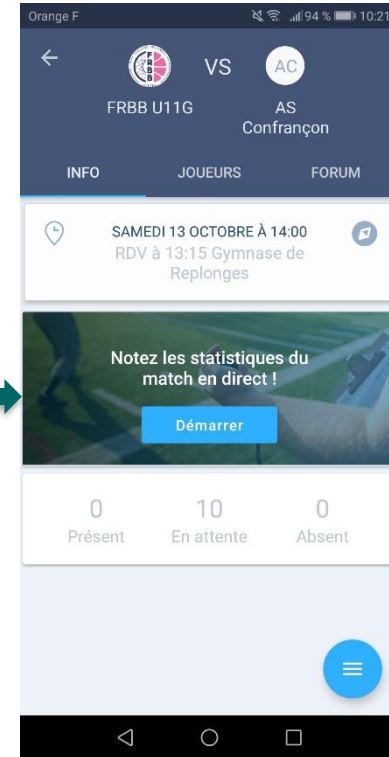 Orange F 94 % 10:21
FRBB VS AC
FRBB U11G AS
Confrançon
INFO JOUEURS FORUM
SAMEDI 13 OCTOBRE À 14:00
RDV à 13:15 Gymnase de
Replonges
Notez les statistiques du
match en direct !
Démarrer
0 10 0
Présent En attente Absent